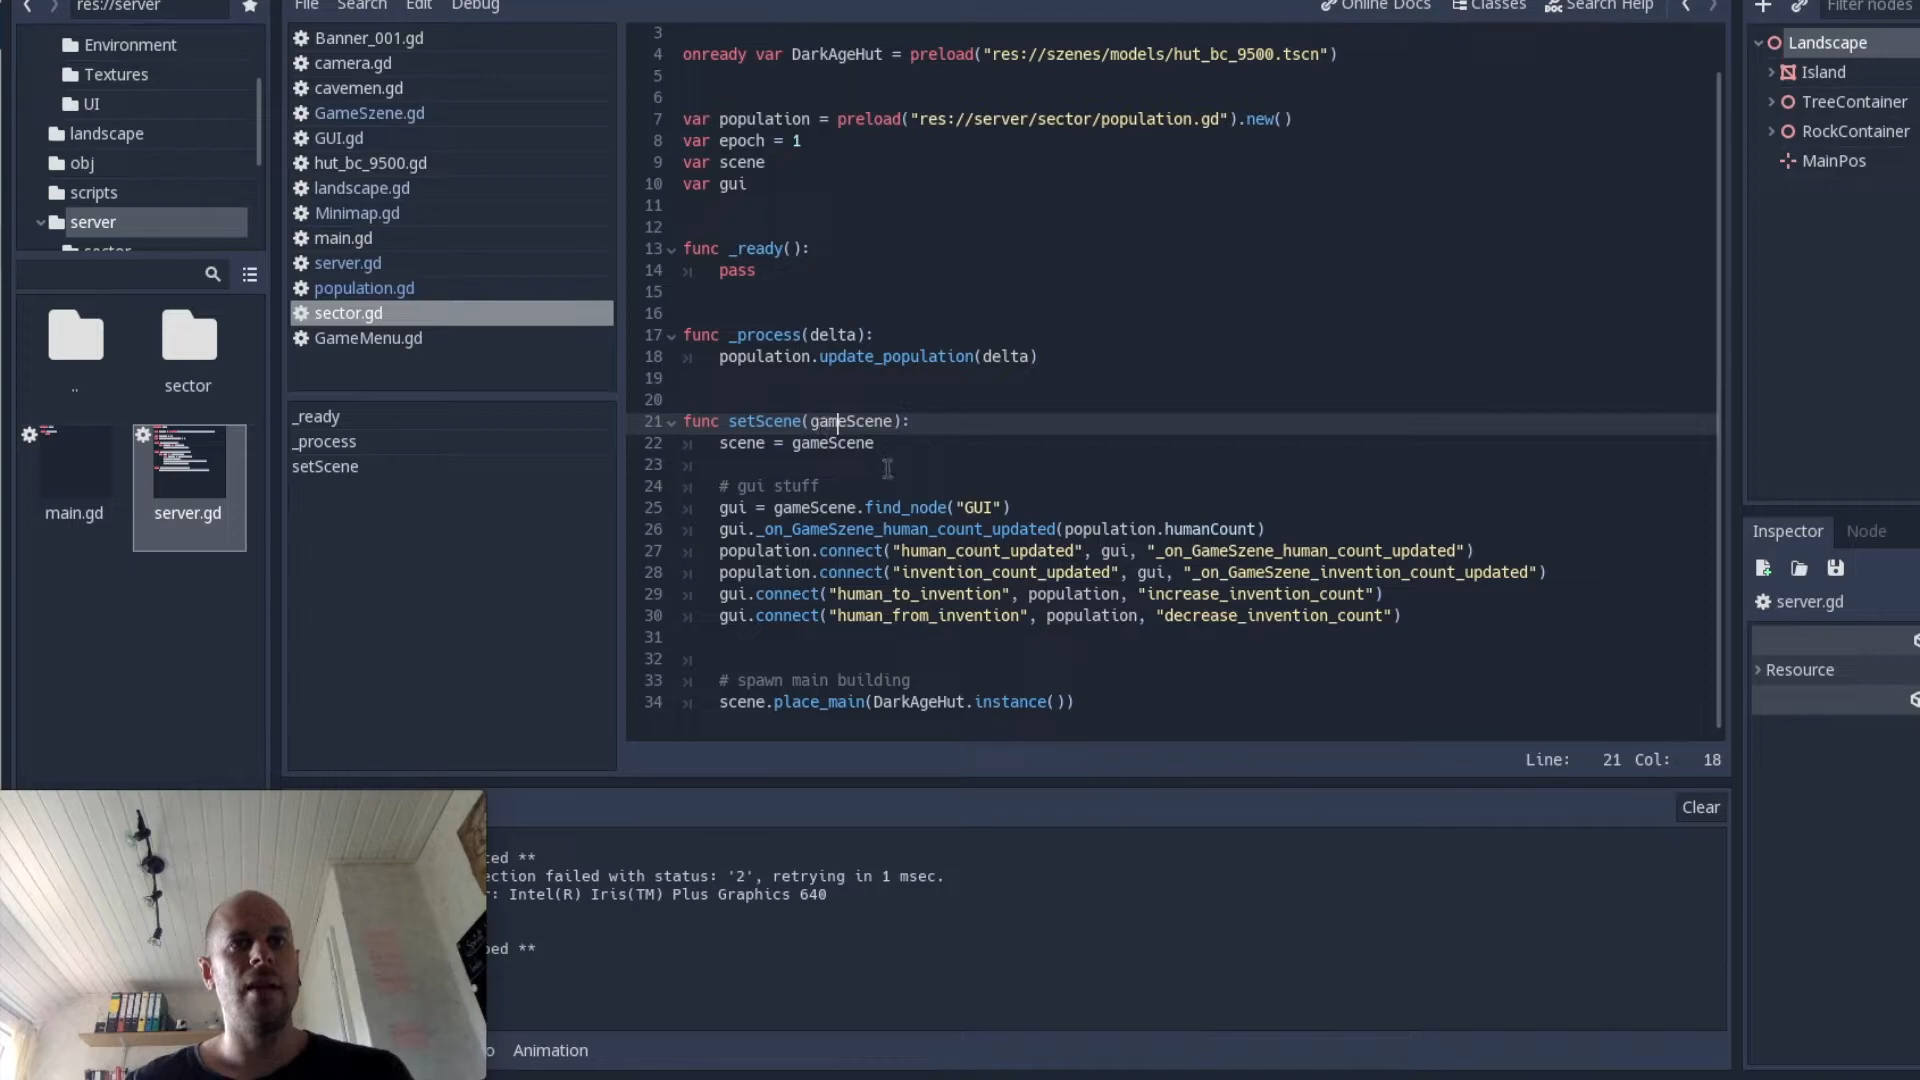 res://server
Environment
Textures
UI
landscape
obj
scripts
server
sector
..
sector
main.gd
server.gd
File Search Edit Debug
Online Docs Classes Search Help
Banner_001.gd
camera.gd
cavemen.gd
GameSzene.gd
GUI.gd
hut_bc_9500.gd
landscape.gd
Minimap.gd
main.gd
server.gd
population.gd
sector.gd
GameMenu.gd
_ready
_process
setScene
3
4 onready var DarkAgeHut = preload("res://szenes/models/hut_bc_9500.tscn")
5
6
7 var population = preload("res://server/sector/population.gd").new()
8 var epoch = 1
9 var scene
10 var gui
11
12
13 func _ready():
14 pass
15
16
17 func _process(delta):
18 population.update_population(delta)
19
20
21 func setScene(gameScene):
22 scene = gameScene
23
24 # gui stuff
25 gui = gameScene.find_node("GUI")
26 gui._on_GameSzene_human_count_updated(population.humanCount)
27 population.connect("human_count_updated", gui, "_on_GameSzene_human_count_updated")
28 population.connect("invention_count_updated", gui, "_on_GameSzene_invention_count_updated")
29 gui.connect("human_to_invention", population, "increase_invention_count")
30 gui.connect("human_from_invention", population, "decrease_invention_count")
31
32
33 # spawn main building
34 scene.place_main(DarkAgeHut.instance())
Line: 21 Col: 18
Clear
ted **
ection failed with status: '2', retrying in 1 msec.
: Intel(R) Iris(TM) Plus Graphics 640
ped **
o Animation
Filter nodes
Landscape
Island
TreeContainer
RockContainer
MainPos
Inspector Node
server.gd
Resource